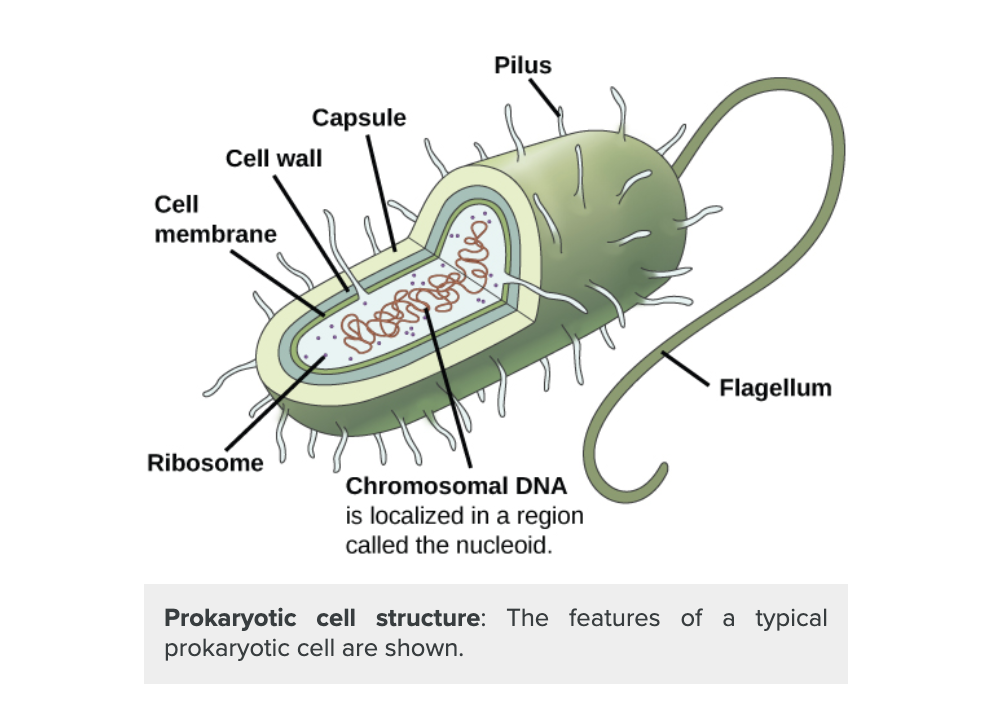 Pilus
Capsule
Cell wall
Cell
membrane
Flagellum
Ribosome
Chromosomal DNA
is localized in a region
called the nucleoid.
Prokaryotic cell structure: The features of a typical
prokaryotic cell are shown.